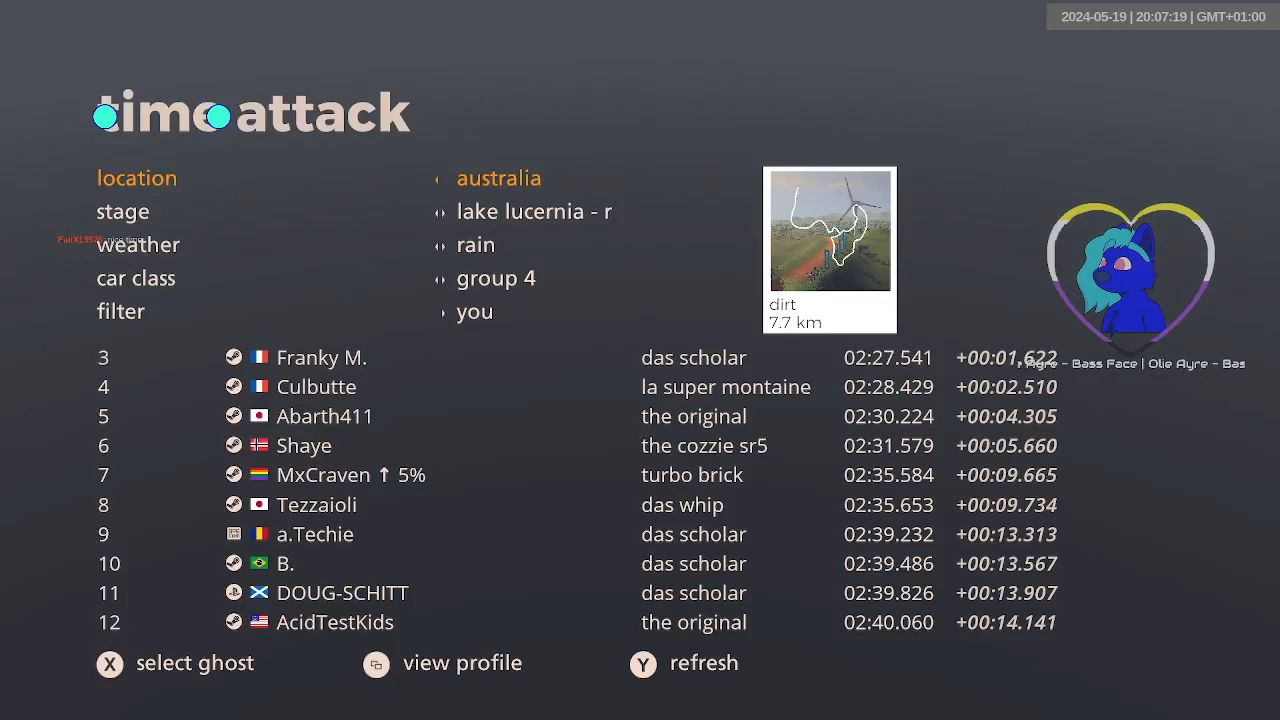 2024-05-19 | 20:07:19 | GMT+01:00
time attack
location australia
stage lake lucernia - r
weather rain
car class group 4
filter you
dirt
7.7 km
3 Franky M. das scholar 02:27.541 +00:01.622
Ayre - Bass Face | Olie Ayre - Bas
4 Culbutte la super montaine 02:28.429 +00:02.510
5 Abarth411 the original 02:30.224 +00:04.305
6 Shaye the cozzie sr5 02:31.579 +00:05.660
7 MxCraven ↑ 5% turbo brick 02:35.584 +00:09.665
8 Tezzaioli das whip 02:35.653 +00:09.734
9 a.Techie das scholar 02:39.232 +00:13.313
10 B. das scholar 02:39.486 +00:13.567
11 DOUG-SCHITT das scholar 02:39.826 +00:13.907
12 AcidTestKids the original 02:40.060 +00:14.141
X select ghost view profile Y refresh